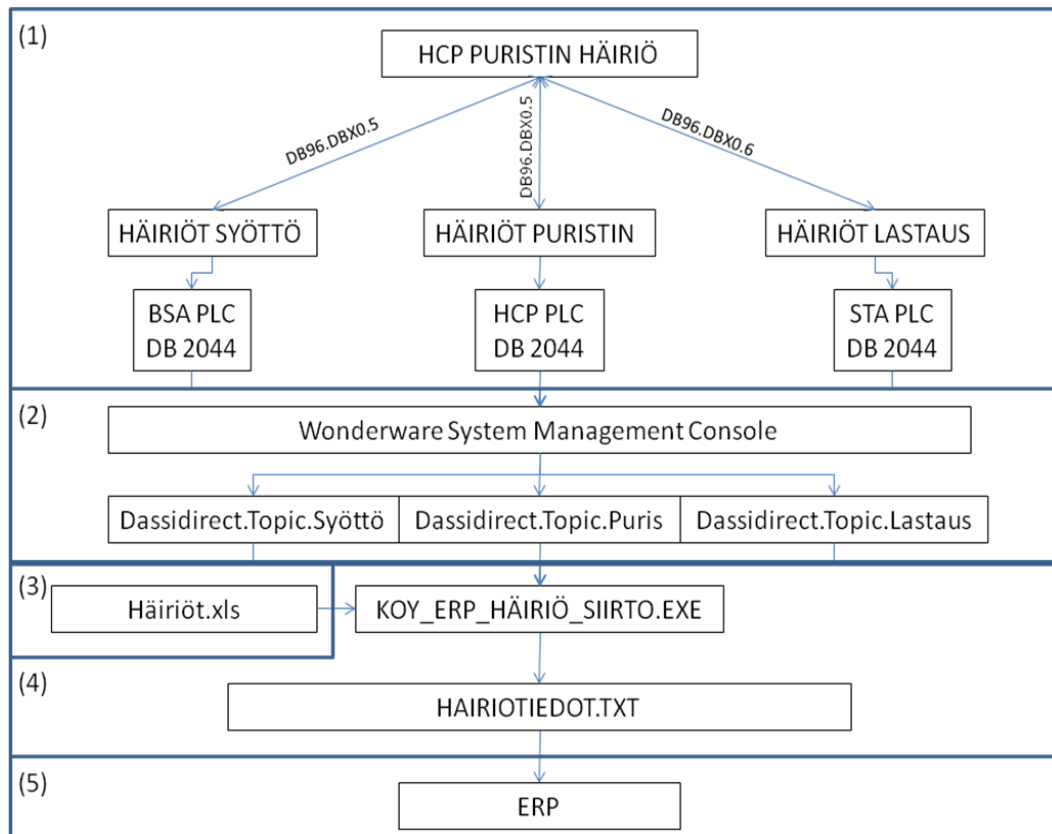 (1)
HCP PURISTIN HÄIRIÖ
DB96.DBX0.5
DB96.DBX0.5
DB96.DBX0.6
HÄIRIÖT SYÖTTÖ
HÄIRIÖT PURISTIN
HÄIRIÖT LASTAUS
BSA PLC
DB 2044
HCP PLC
DB 2044
STA PLC
DB 2044
(2)
Wonderware System Management Console
Dassidirect.Topic.Syöttö
Dassidirect.Topic.Puris
Dassidirect.Topic.Lastaus
(3)
Häiriöt.xls
KOY_ERP_HÄIRIÖ_SIIRTO.EXE
(4)
HAIRIOTIEDOT.TXT
(5)
ERP